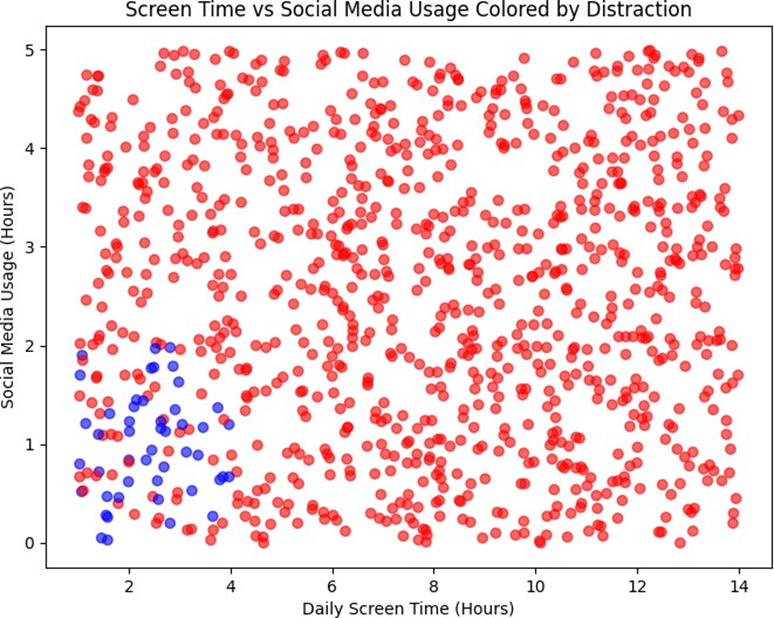 Screen Time vs Social Media Usage Colored by Distraction
Social Media Usage (Hours)
5
4
3
2
1
0
2 4 6 8 10 12 14
Daily Screen Time (Hours)